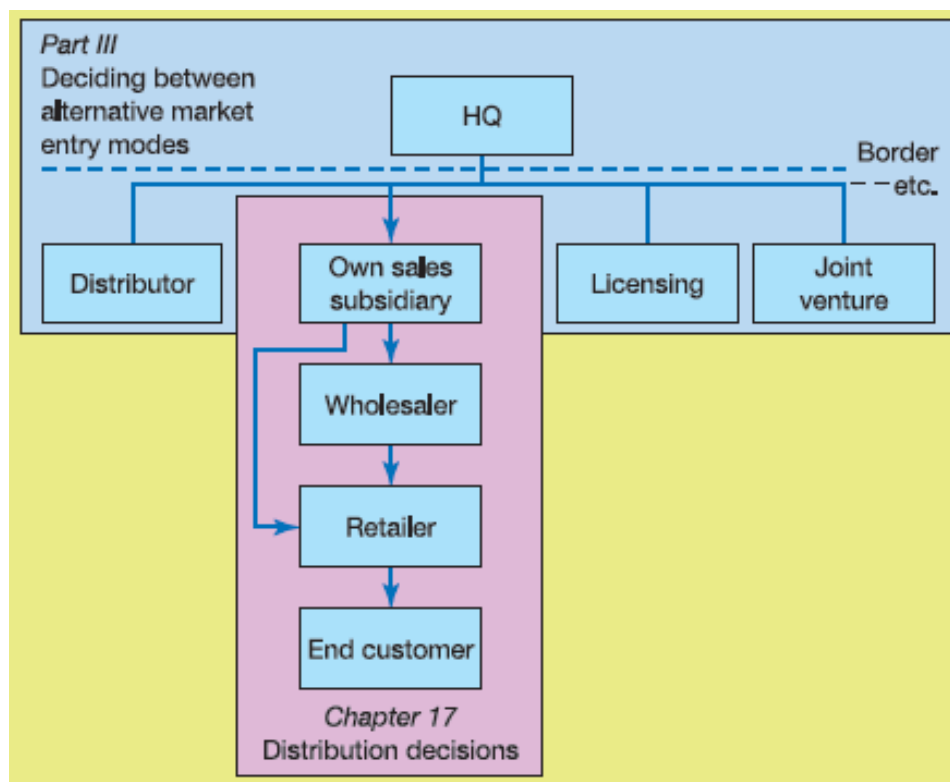 Part III
Deciding between
alternative market
entry modes
HQ
Border
etc.
Distributor
Own sales
subsidiary
Licensing
Joint
venture
Wholesaler
Retailer
End customer
Chapter 17
Distribution decisions